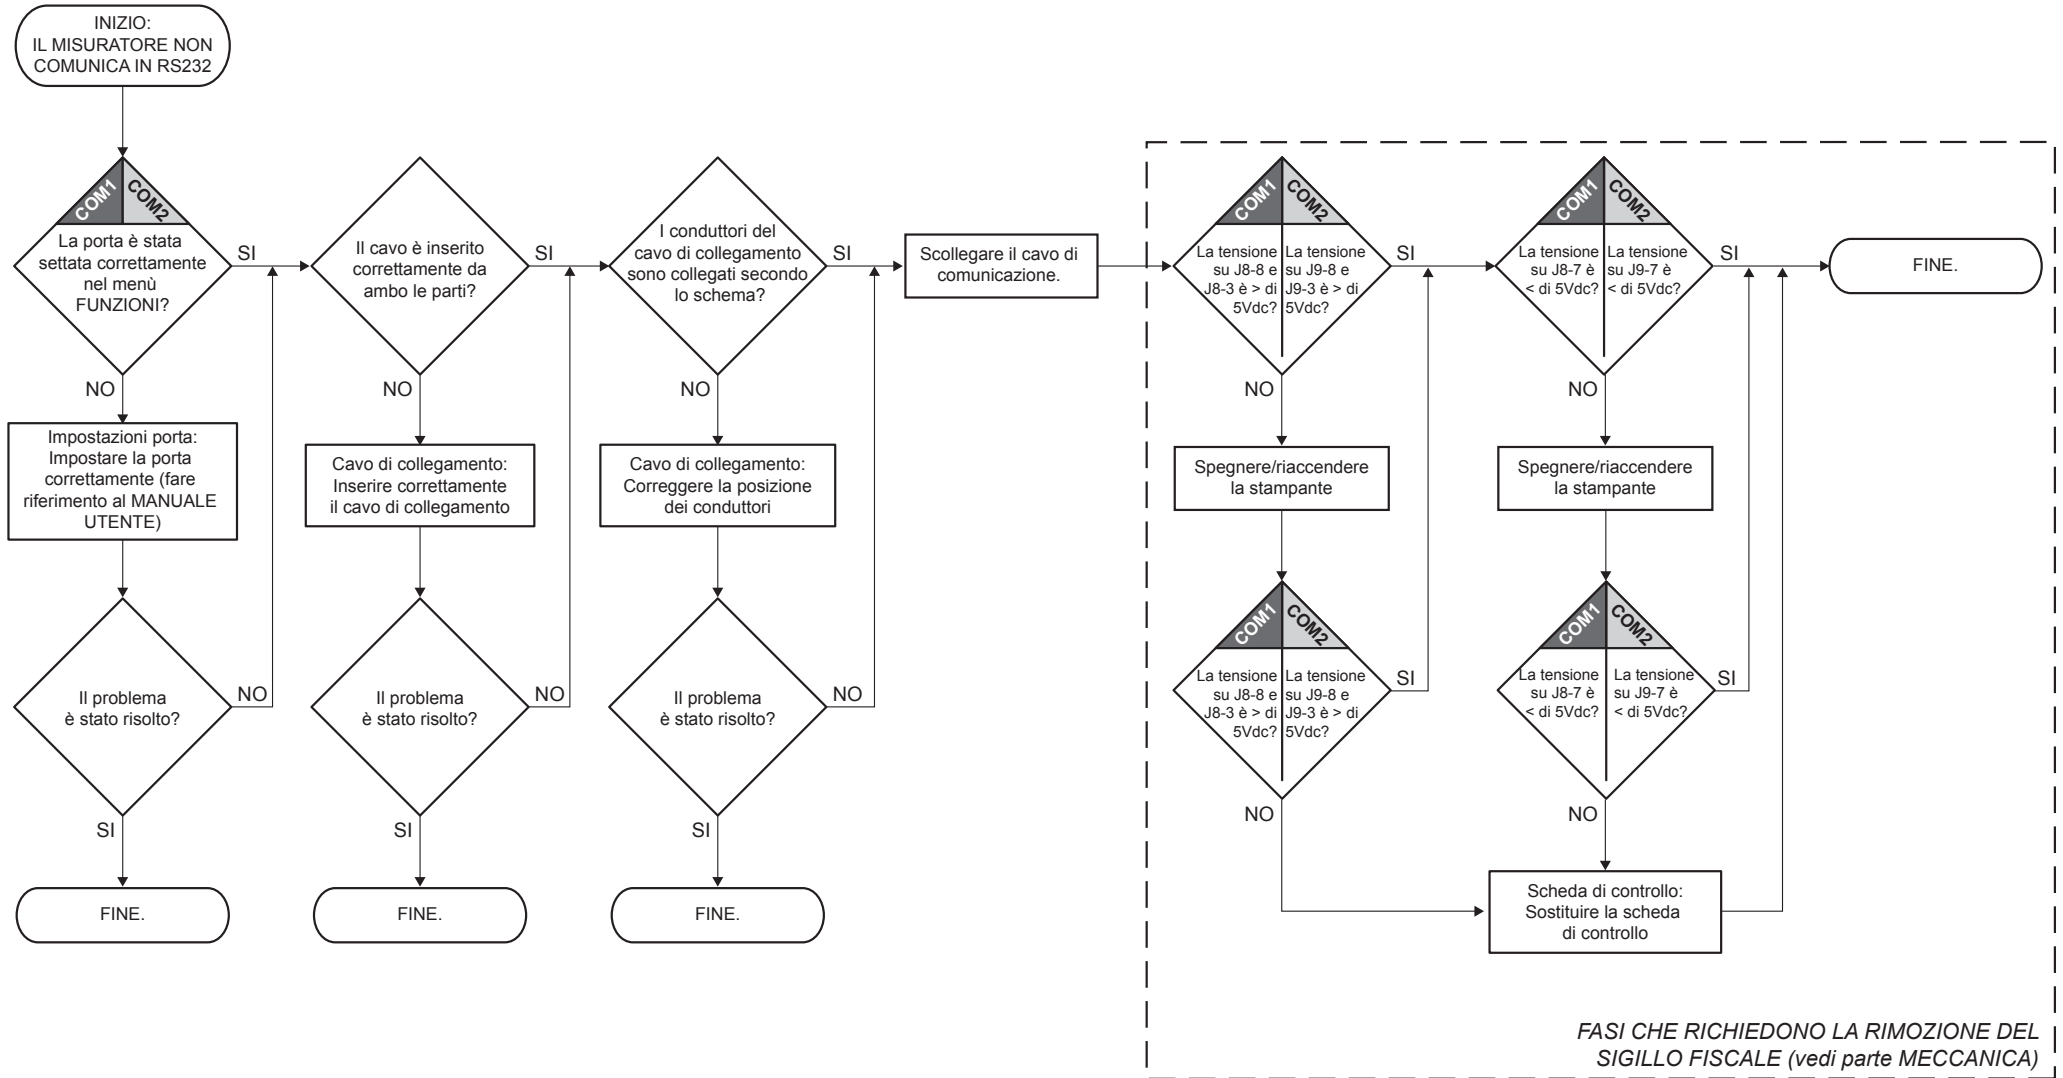 INIZIO:
IL MISURATORE NON
COMUNICA IN RS232
COM1
COM2
La porta è stata
settata correttamente
nel menù
FUNZIONI?
SI
NO
Impostazioni porta:
Impostare la porta
correttamente (fare
riferimento al MANUALE
UTENTE)
Il problema
è stato risolto?
NO
SI
FINE.
Il cavo è inserito
correttamente da
ambo le parti?
SI
NO
Cavo di collegamento:
Inserire correttamente
il cavo di collegamento
Il problema
è stato risolto?
NO
SI
FINE.
I conduttori del
cavo di collegamento
sono collegati secondo
lo schema?
SI
NO
Cavo di collegamento:
Correggere la posizione
dei conduttori
Il problema
è stato risolto?
NO
SI
FINE.
Scollegare il cavo di
comunicazione.
COM1
COM2
La tensione
su J8-8 e
J8-3 è > di
5Vdc?
La tensione
su J9-8 e
J9-3 è > di
5Vdc?
SI
NO
Spegnere/riaccendere
la stampante
COM1
COM2
La tensione
su J8-8 e
J8-3 è > di
5Vdc?
La tensione
su J9-8 e
J9-3 è > di
5Vdc?
SI
NO
COM1
COM2
La tensione
su J8-7 è
< di 5Vdc?
La tensione
su J9-7 è
< di 5Vdc?
SI
NO
Spegnere/riaccendere
la stampante
COM1
COM2
La tensione
su J8-7 è
< di 5Vdc?
La tensione
su J9-7 è
< di 5Vdc?
SI
NO
Scheda di controllo:
Sostituire la scheda
di controllo
FINE.
FASI CHE RICHIEDONO LA RIMOZIONE DEL
SIGILLO FISCALE (vedi parte MECCANICA)